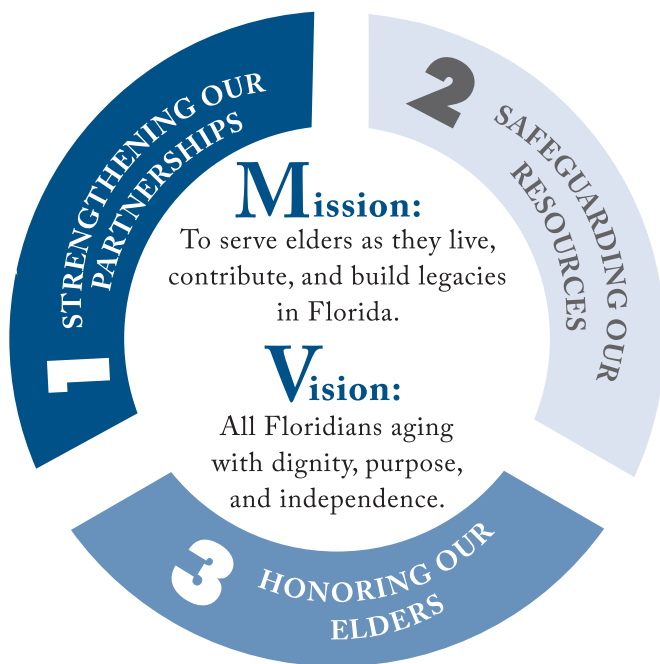 1 STRENGTHENING OUR
PARTNERSHIPS
2 SAFEGUARDING OUR
RESOURCES
Mission:
To serve elders as they live,
contribute, and build legacies
in Florida.
Vision:
All Floridians aging
with dignity, purpose,
and independence.
3 HONORING OUR
ELDERS